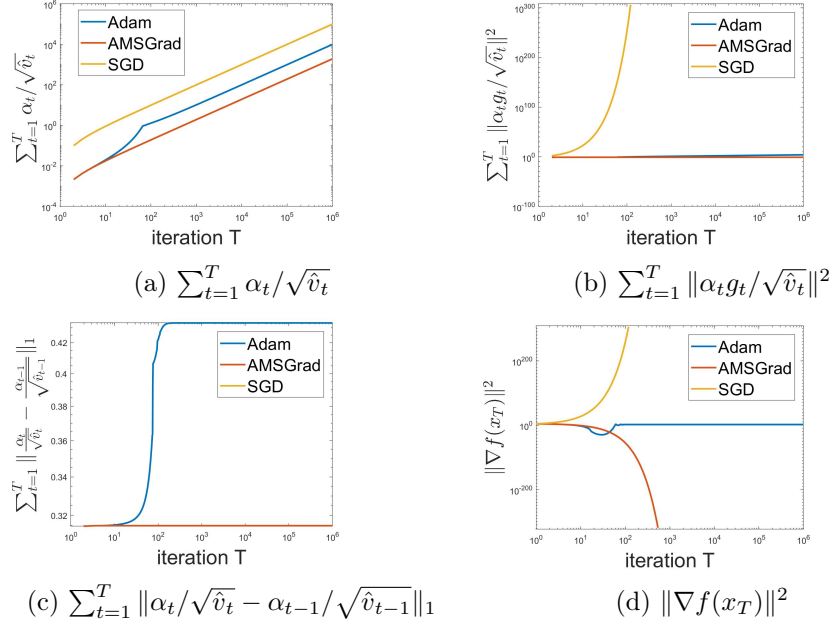 10^6
10^4
10^2
10^0
10^-2
10^-4
∑_{t=1}^{T} α_t/√v̂_t
Adam
AMSGrad
SGD
10^0 10^1 10^2 10^3 10^4 10^5 10^6
iteration T
(a) ∑_{t=1}^{T} α_t/√v̂_t
10^300
10^200
10^100
10^0
10^-100
∑_{t=1}^{T} ‖α_t g_t/√v̂_t‖^2
Adam
AMSGrad
SGD
10^0 10^1 10^2 10^3 10^4 10^5 10^6
iteration T
(b) ∑_{t=1}^{T} ‖α_t g_t/√v̂_t‖^2
0.42
0.4
0.38
0.36
0.34
0.32
∑_{t=1}^{T} ‖α_t/√v̂_t − α_{t−1}/√v̂_{t−1}‖_1
Adam
AMSGrad
SGD
10^0 10^1 10^2 10^3 10^4 10^5 10^6
iteration T
(c) ∑_{t=1}^{T} ‖α_t/√v̂_t − α_{t−1}/√v̂_{t−1}‖_1
10^200
10^0
10^-200
‖∇f(x_T)‖^2
Adam
AMSGrad
SGD
10^0 10^1 10^2 10^3 10^4 10^5 10^6
iteration T
(d) ‖∇f(x_T)‖^2